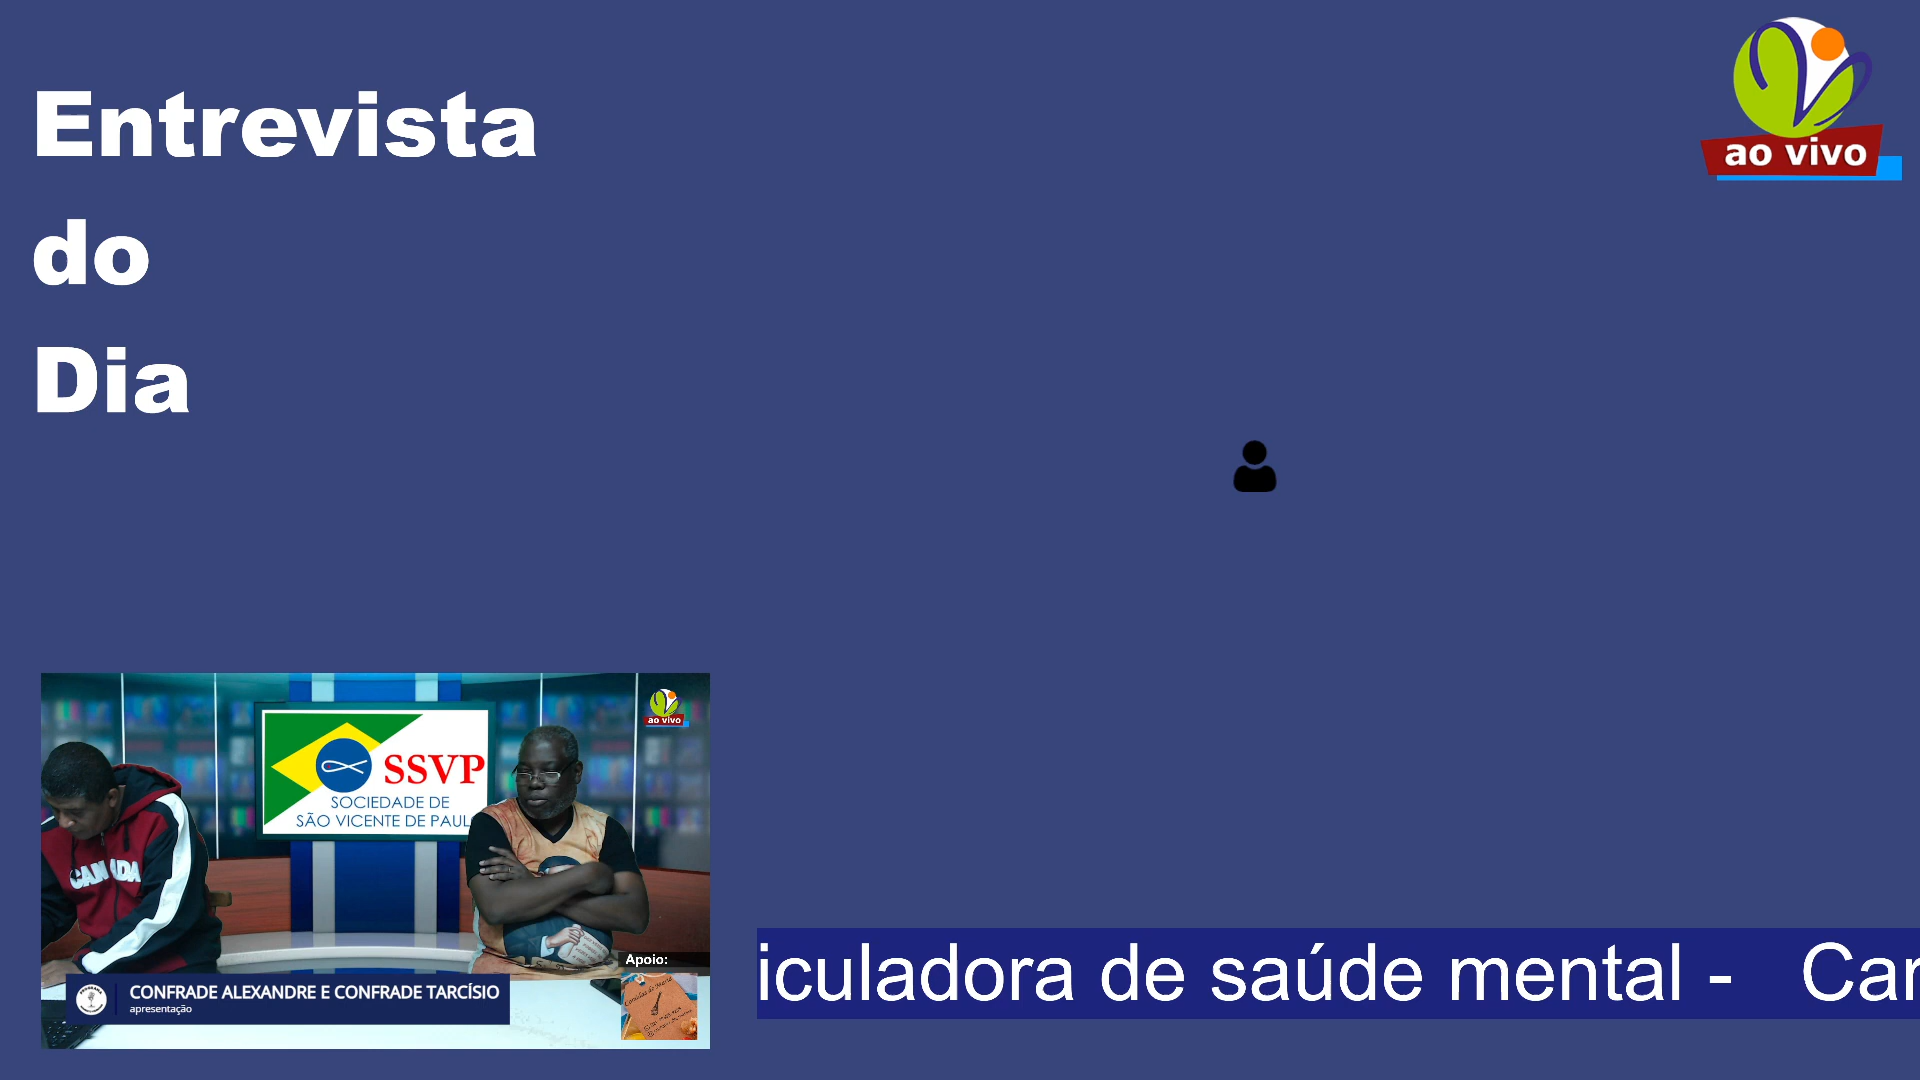 Entrevista
do
Dia
ao vivo
ao vivo
SSVP
SOCIEDADE DE
SÃO VICENTE DE PAUL
CANADA
Apoio:
CONFRADE ALEXANDRE E CONFRADE TARCÍSIO
apresentação
iculadora de saúde mental - Car